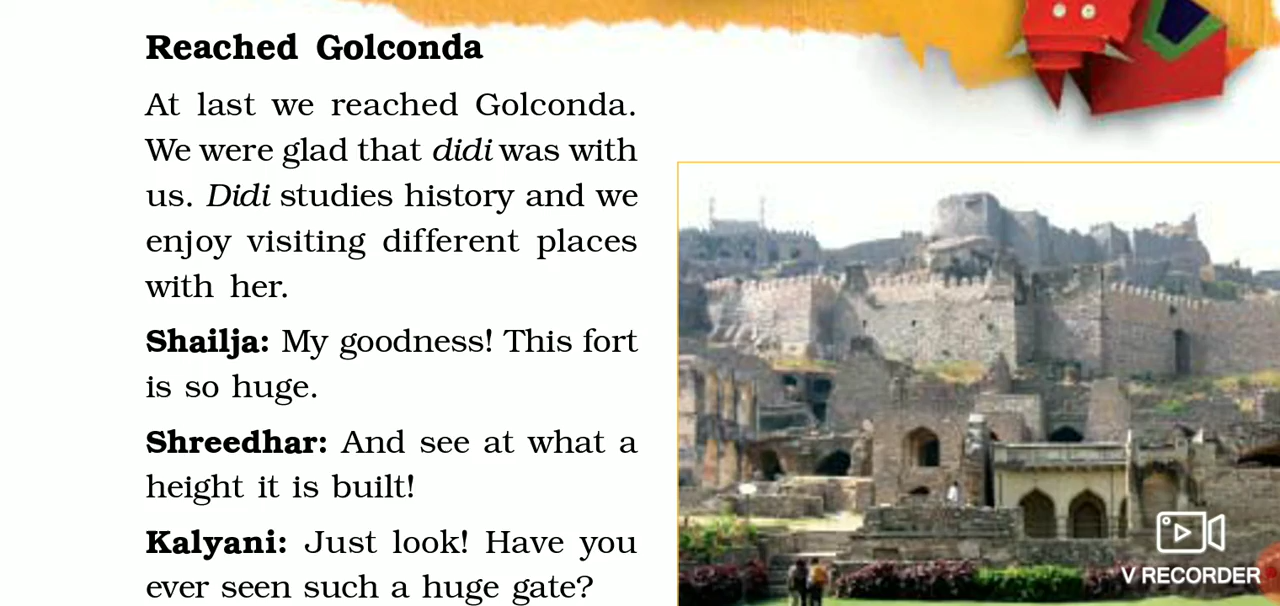 Reached Golconda
At last we reached Golconda.
We were glad that didi was with
us. Didi studies history and we
enjoy visiting different places
with her.
Shailja: My goodness! This fort
is so huge.
Shreedhar: And see at what a
height it is built!
Kalyani: Just look! Have you
ever seen such a huge gate?
V RECORDER